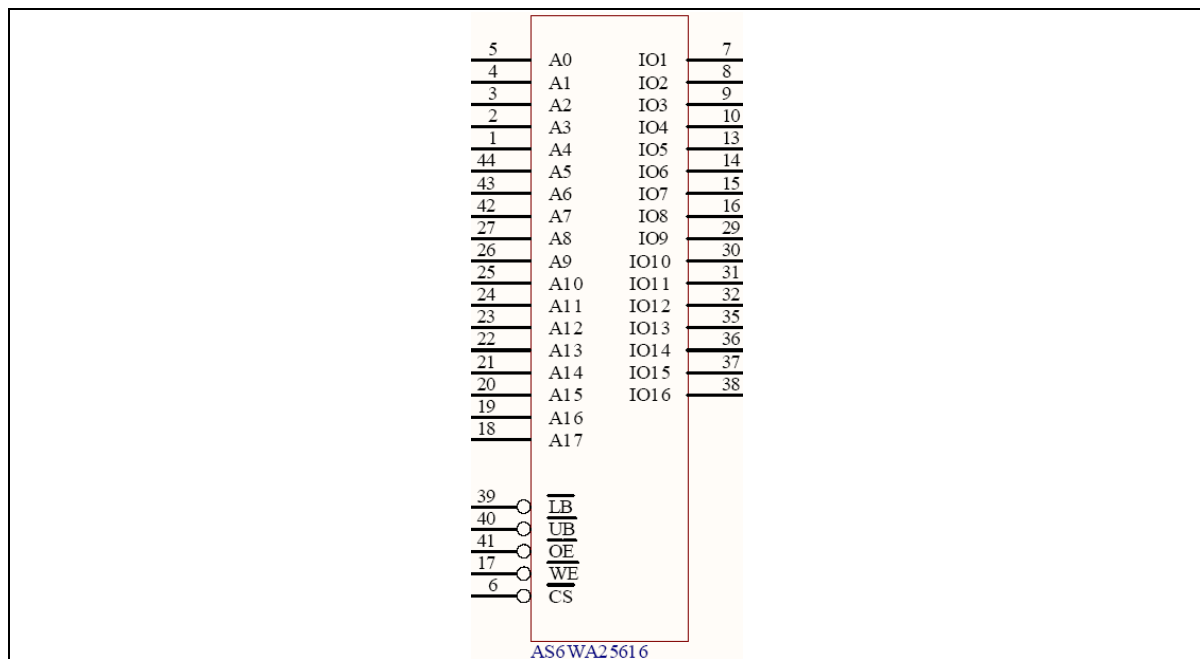 5 A0 IO1 7
4 A1 IO2 8
3 A2 IO3 9
2 A3 IO4 10
1 A4 IO5 13
44 A5 IO6 14
43 A6 IO7 15
42 A7 IO8 16
27 A8 IO9 29
26 A9 IO10 30
25 A10 IO11 31
24 A11 IO12 32
23 A12 IO13 35
22 A13 IO14 36
21 A14 IO15 37
20 A15 IO16 38
19 A16
18 A17
39 LB
40 UB
41 OE
17 WE
6 CS
AS6WA25616